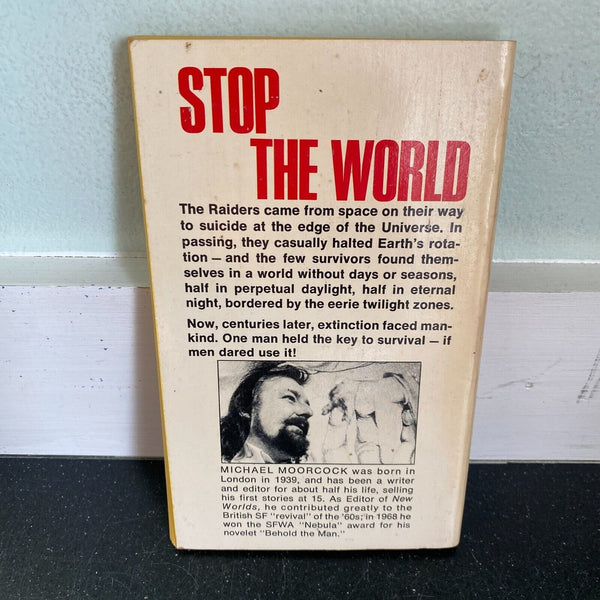 STOP
THE WORLD
The Raiders came from space on their way
to suicide at the edge of the Universe. In
passing, they casually halted Earth's rota-
tion — and the few survivors found them-
selves in a world without days or seasons,
half in perpetual daylight, half in eternal
night, bordered by the eerie twilight zones.
Now, centuries later, extinction faced man-
kind. One man held the key to survival — if
men dared use it!
MICHAEL MOORCOCK was born in
London in 1939, and has been a writer
and editor for about half his life, selling
his first stories at 15. As Editor of New
Worlds, he contributed greatly to the
British SF "revival" of the '60s; in 1968 he
won the SFWA "Nebula" award for his
novelet "Behold the Man."